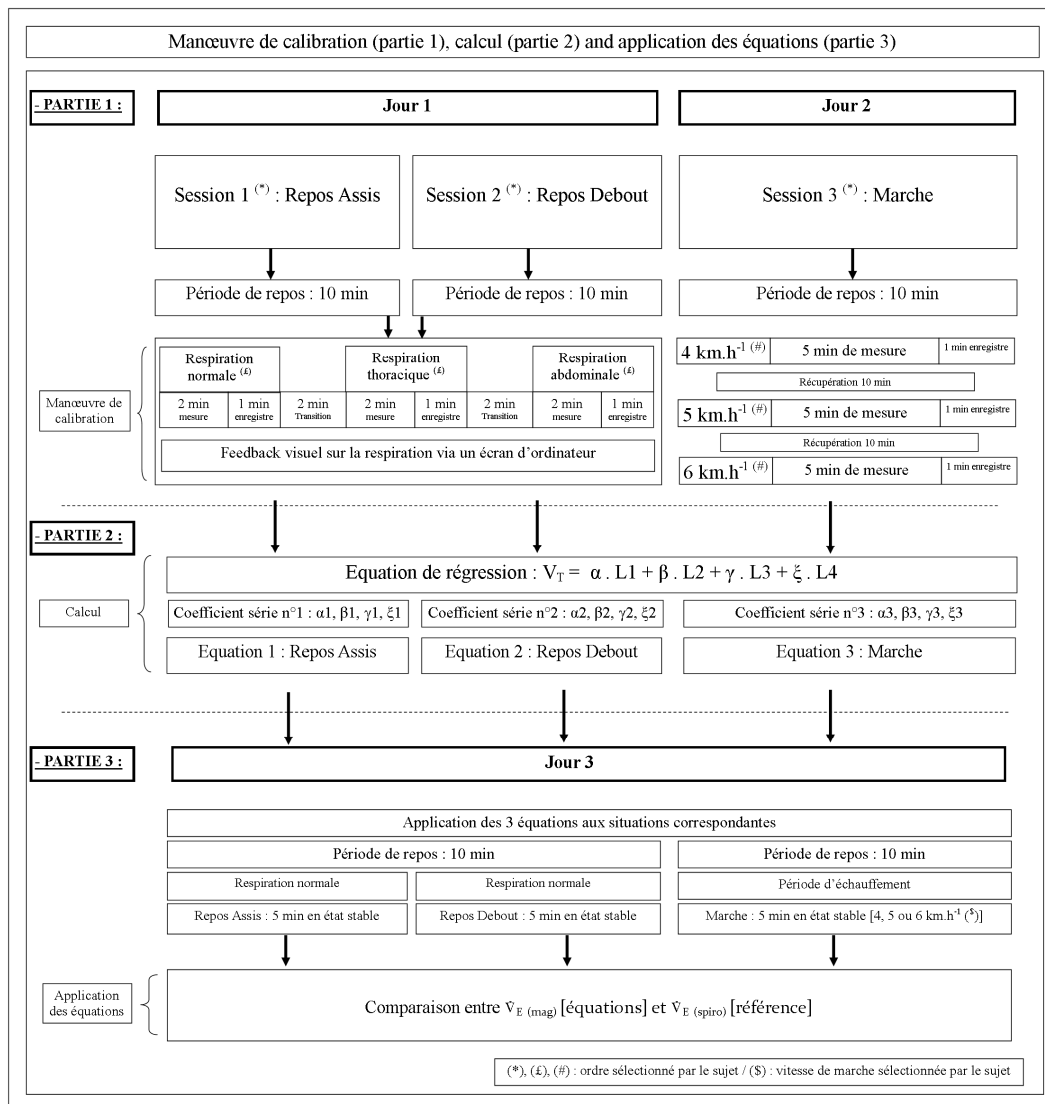 Manœuvre de calibration (partie 1), calcul (partie 2) and application des équations (partie 3)
- PARTIE 1 :
Jour 1
Jour 2
Session 1 (*) : Repos Assis
Session 2 (*) : Repos Debout
Session 3 (*) : Marche
Période de repos : 10 min
Période de repos : 10 min
Période de repos : 10 min
Manœuvre de
calibration
Respiration
normale (£)
Respiration
thoracique (£)
Respiration
abdominale (£)
2 min
mesure
1 min
enregistre
2 min
Transition
2 min
mesure
1 min
enregistre
2 min
Transition
2 min
mesure
1 min
enregistre
Feedback visuel sur la respiration via un écran d'ordinateur
4 km.h-1 (#)
5 min de mesure
1 min enregistre
Récupération 10 min
5 km.h-1 (#)
5 min de mesure
1 min enregistre
Récupération 10 min
6 km.h-1 (#)
5 min de mesure
1 min enregistre
- PARTIE 2 :
Calcul
Equation de régression : VT = α . L1 + β . L2 + γ . L3 + ξ . L4
Coefficient série n°1 : α1, β1, γ1, ξ1
Coefficient série n°2 : α2, β2, γ2, ξ2
Coefficient série n°3 : α3, β3, γ3, ξ3
Equation 1 : Repos Assis
Equation 2 : Repos Debout
Equation 3 : Marche
- PARTIE 3 :
Jour 3
Application des 3 équations aux situations correspondantes
Période de repos : 10 min
Période de repos : 10 min
Respiration normale
Respiration normale
Période d'échauffement
Repos Assis : 5 min en état stable
Repos Debout : 5 min en état stable
Marche : 5 min en état stable [4, 5 ou 6 km.h-1 ($)]
Application
des équations
Comparaison entre V̇E (mag) [équations] et V̇E (spiro) [référence]
(*), (£), (#) : ordre sélectionné par le sujet / ($) : vitesse de marche sélectionnée par le sujet